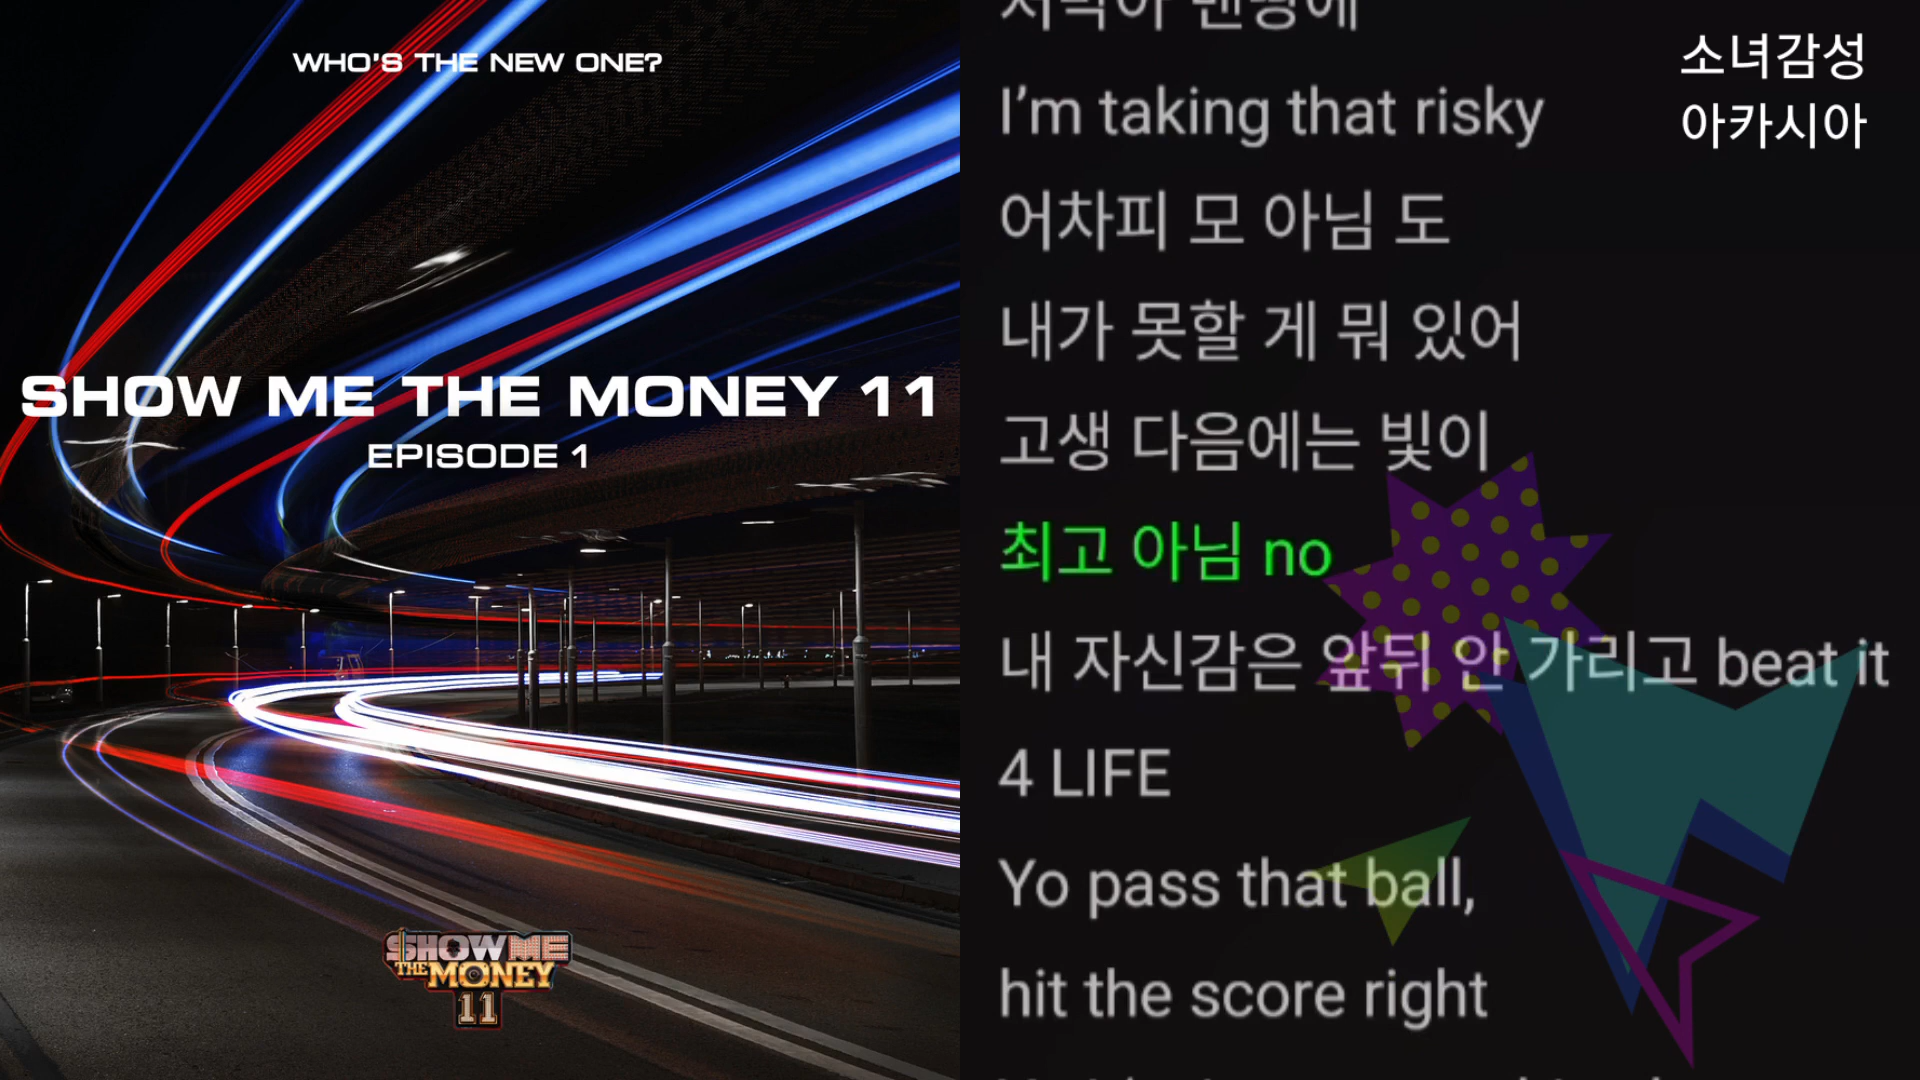 WHO'S THE NEW ONE?
SHOW ME THE MONEY 11
EPISODE 1
SHOW ME
THE MONEY
11
소녀감성
아카시아
I'm taking that risky
어차피 모 아님 도
내가 못할 게 뭐 있어
고생 다음에는 빛이
최고 아님 no
내 자신감은 앞뒤 안 가리고 beat it
4 LIFE
Yo pass that ball,
hit the score right